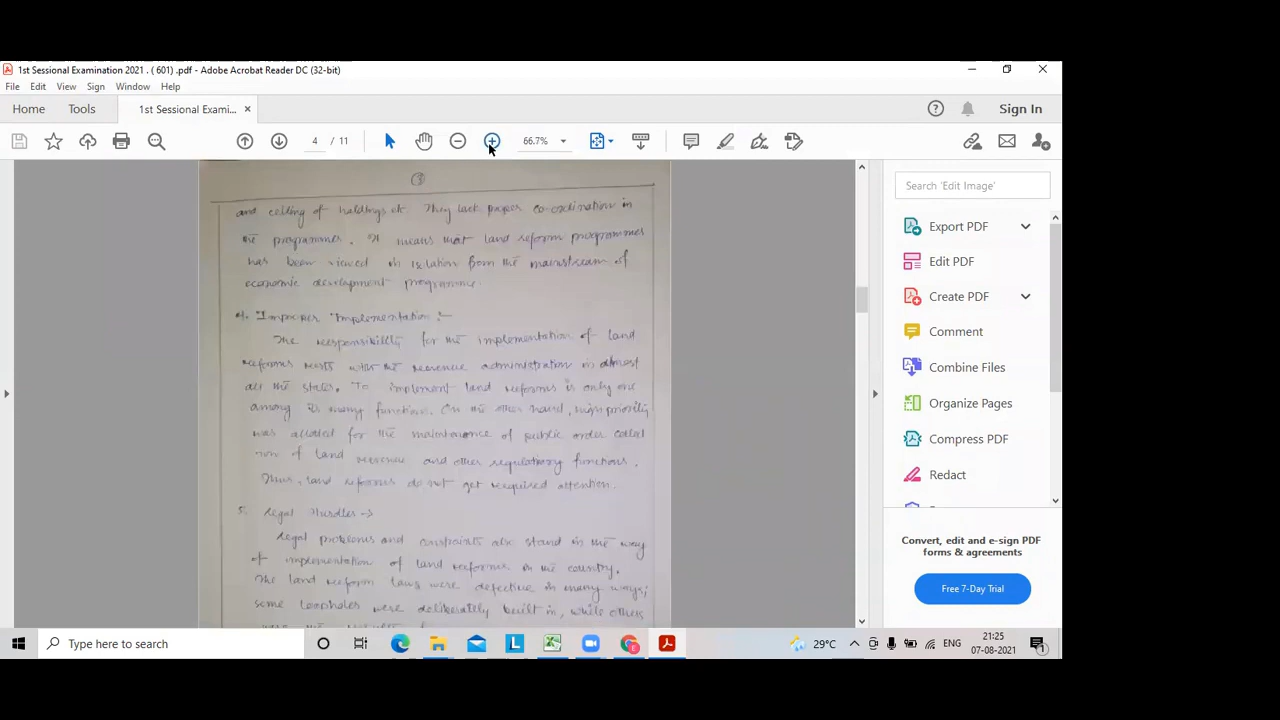 1st Sessional Examination 2021 . ( 601) .pdf - Adobe Acrobat Reader DC (32-bit)
File Edit View Sign Window Help
Home Tools 1st Sessional Exami... × Sign In
4 / 11 66.7%
Search 'Edit Image'
Export PDF
Edit PDF
Create PDF
Comment
Combine Files
Organize Pages
Compress PDF
Redact
Convert, edit and e-sign PDF
forms & agreements
Free 7-Day Trial
③
and ceiling of holdings etc. They lack proper co-ordination in
the programmes. It means that land reform programmes
has been viewed in isolation from the mainstream of
economic development programme.
4. Improper Implementation :-
The responsibility for the implementation of land
reforms rests with the revenue administration in almost
all the states. To implement land reforms is only one
among its many functions. On the other hand, high priority
was allotted for the maintanance of public order collect
tion of land revenue and other regulatory functions.
Thus, land reforms do not get required attention.
5. Legal Hurdles →
Legal problems and constraints also stand in the way
of implementation of land reforms in the country.
The land reform laws were defective in many ways;
some loopholes were deliberately built in, while others
Type here to search
29°C
ENG
21:25
07-08-2021
1